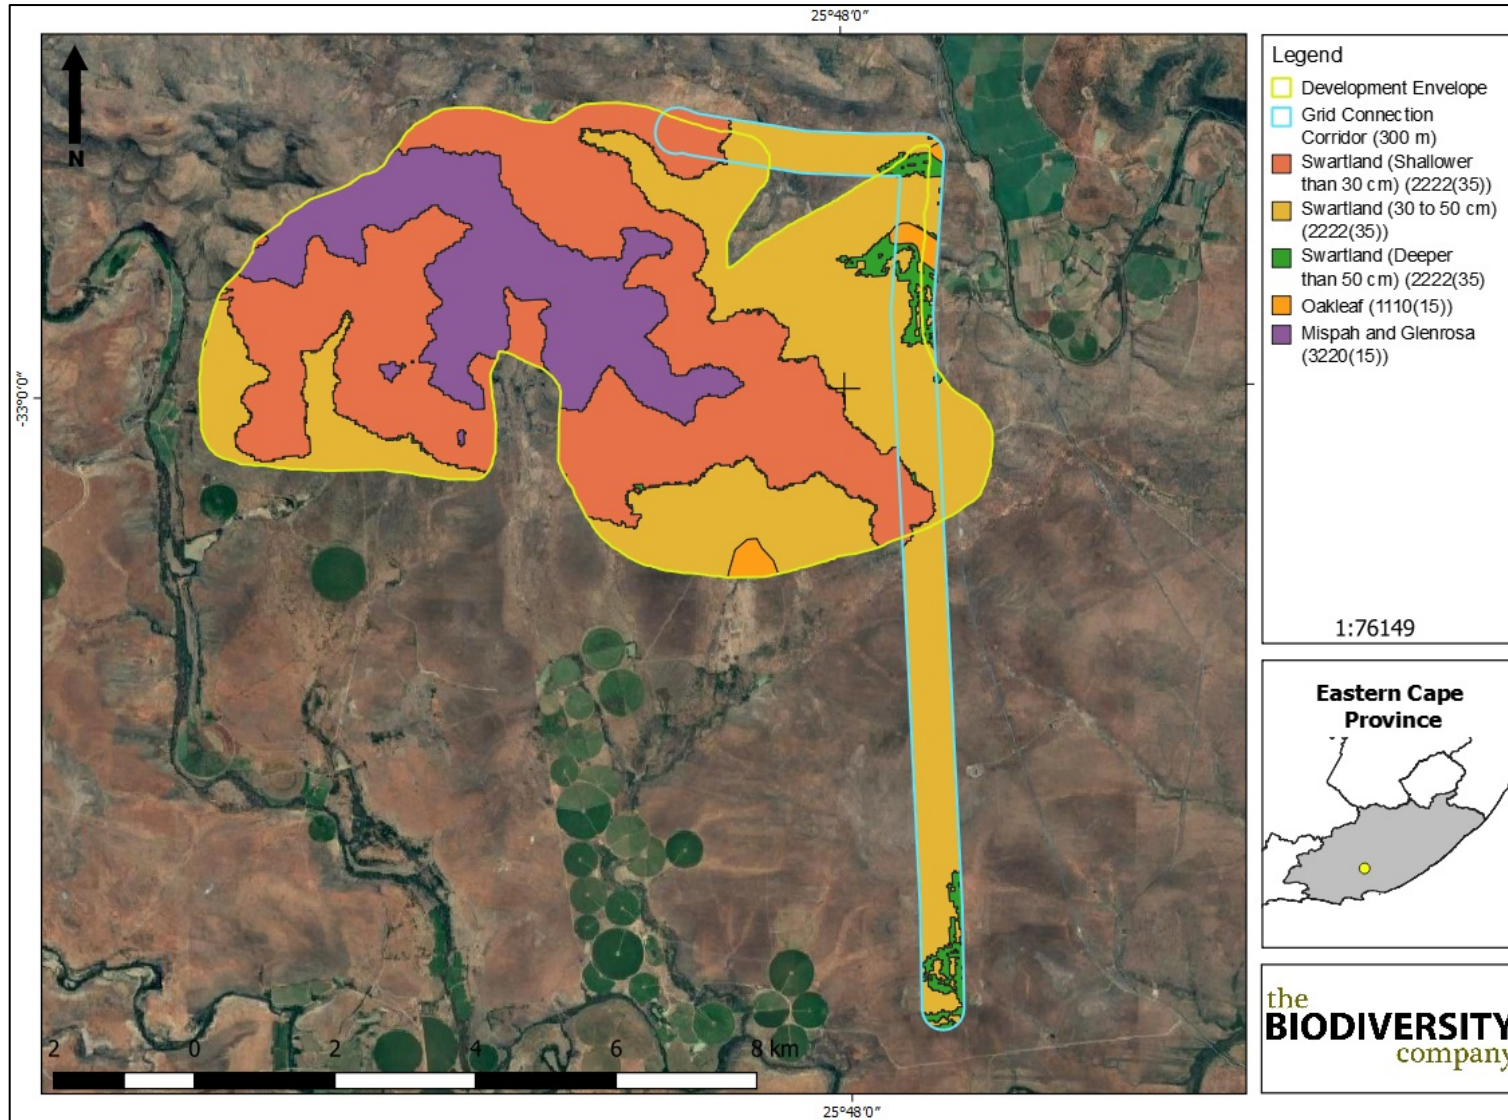 25°48'0"
N
-33°0'0"
2 0 2 4 6 8 km
25°48'0"
Legend
Development Envelope
Grid Connection
Corridor (300 m)
Swartland (Shallower
than 30 cm) (2222(35))
Swartland (30 to 50 cm)
(2222(35))
Swartland (Deeper
than 50 cm) (2222(35)
Oakleaf (1110(15))
Mispah and Glenrosa
(3220(15))
1:76149
Eastern Cape
Province
the
BIODIVERSITY
company